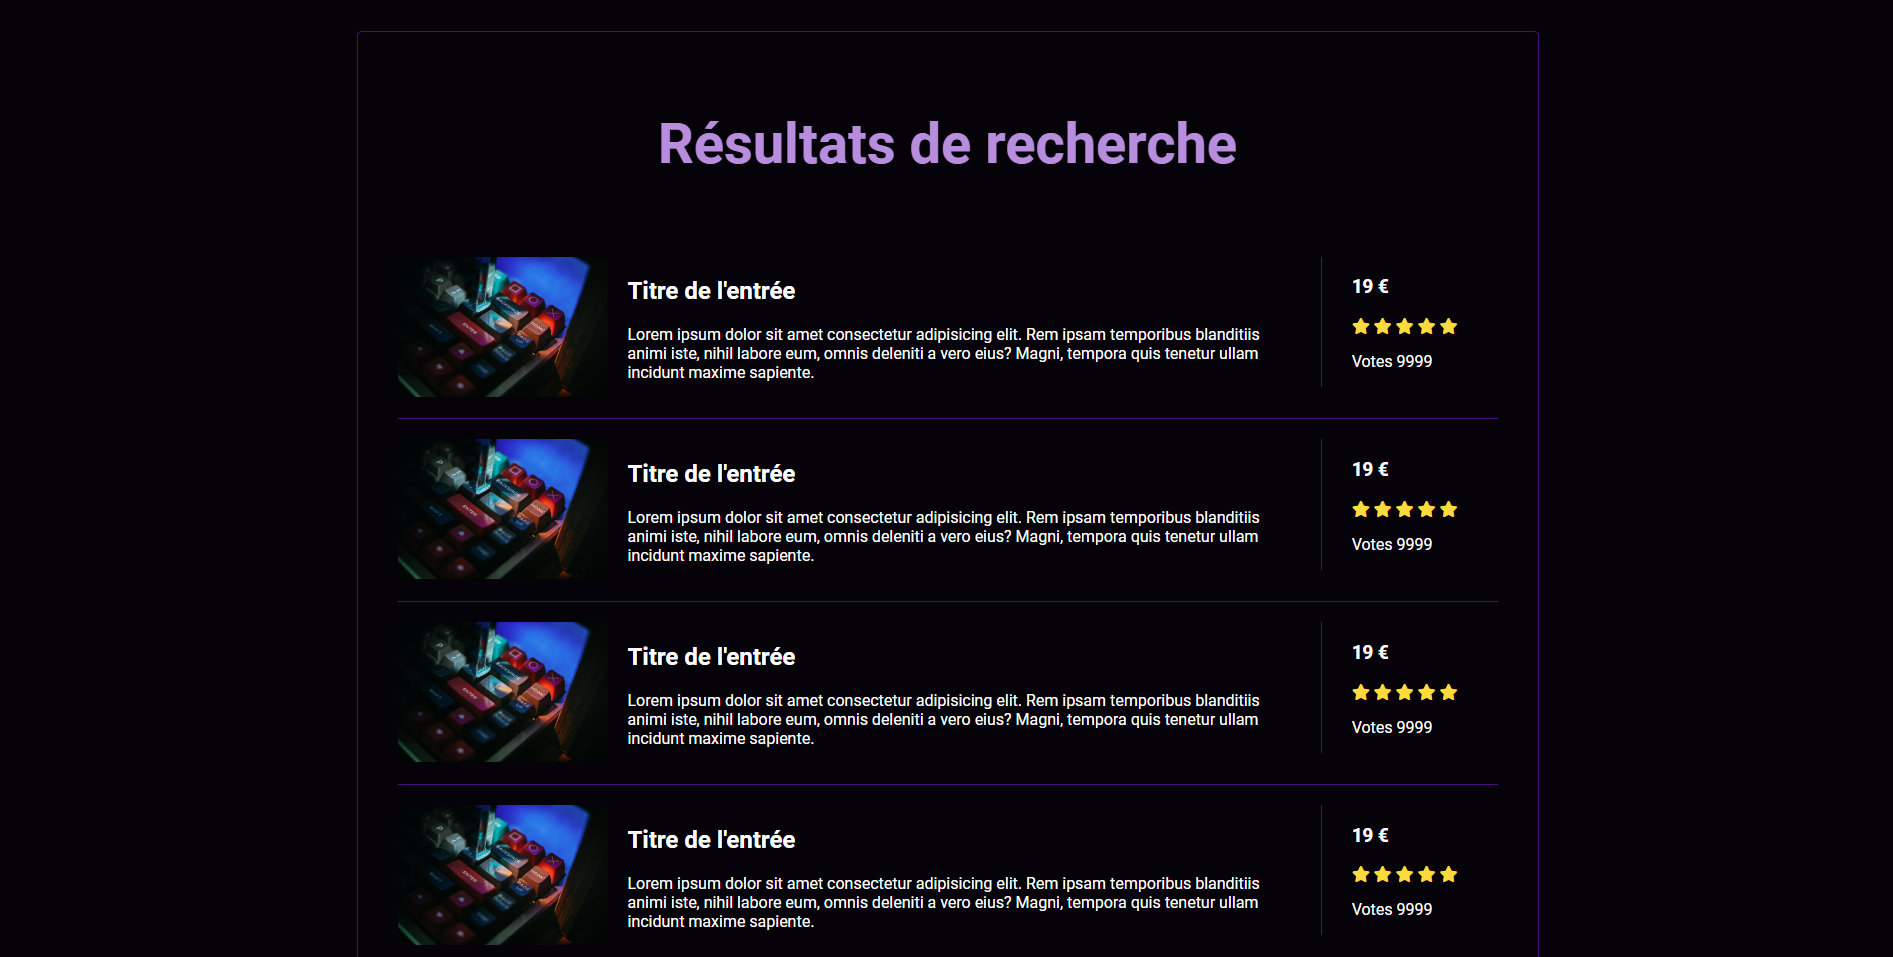 Résultats de recherche
Titre de l'entrée
Lorem ipsum dolor sit amet consectetur adipisicing elit. Rem ipsam temporibus blanditiis
animi iste, nihil labore eum, omnis deleniti a vero eius? Magni, tempora quis tenetur ullam
incidunt maxime sapiente.
19 €
Votes 9999
Titre de l'entrée
Lorem ipsum dolor sit amet consectetur adipisicing elit. Rem ipsam temporibus blanditiis
animi iste, nihil labore eum, omnis deleniti a vero eius? Magni, tempora quis tenetur ullam
incidunt maxime sapiente.
19 €
Votes 9999
Titre de l'entrée
Lorem ipsum dolor sit amet consectetur adipisicing elit. Rem ipsam temporibus blanditiis
animi iste, nihil labore eum, omnis deleniti a vero eius? Magni, tempora quis tenetur ullam
incidunt maxime sapiente.
19 €
Votes 9999
Titre de l'entrée
Lorem ipsum dolor sit amet consectetur adipisicing elit. Rem ipsam temporibus blanditiis
animi iste, nihil labore eum, omnis deleniti a vero eius? Magni, tempora quis tenetur ullam
incidunt maxime sapiente.
19 €
Votes 9999